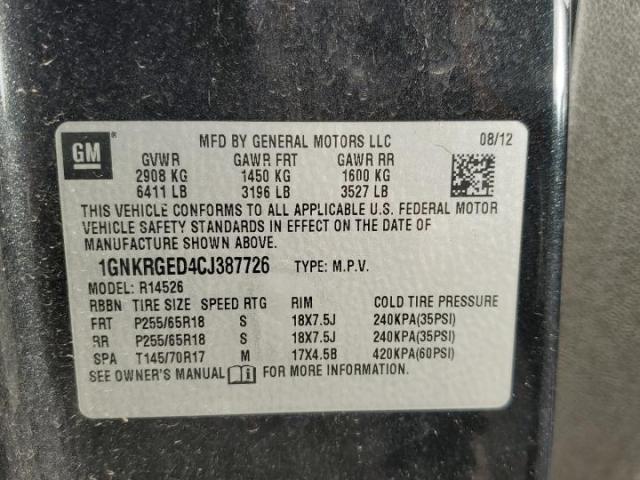 GM MFD BY GENERAL MOTORS LLC 08/12
GVWR GAWR FRT GAWR RR
2908 KG 1450 KG 1600 KG
6411 LB 3196 LB 3527 LB
THIS VEHICLE CONFORMS TO ALL APPLICABLE U.S. FEDERAL MOTOR
VEHICLE SAFETY STANDARDS IN EFFECT ON THE DATE OF
MANUFACTURE SHOWN ABOVE.
1GNKRGED4CJ387726 TYPE: M.P.V.
MODEL: R14526
RBBN TIRE SIZE SPEED RTG RIM COLD TIRE PRESSURE
FRT P255/65R18 S 18X7.5J 240KPA(35PSI)
RR P255/65R18 S 18X7.5J 240KPA(35PSI)
SPA T145/70R17 M 17X4.5B 420KPA(60PSI)
SEE OWNER'S MANUAL FOR MORE INFORMATION.